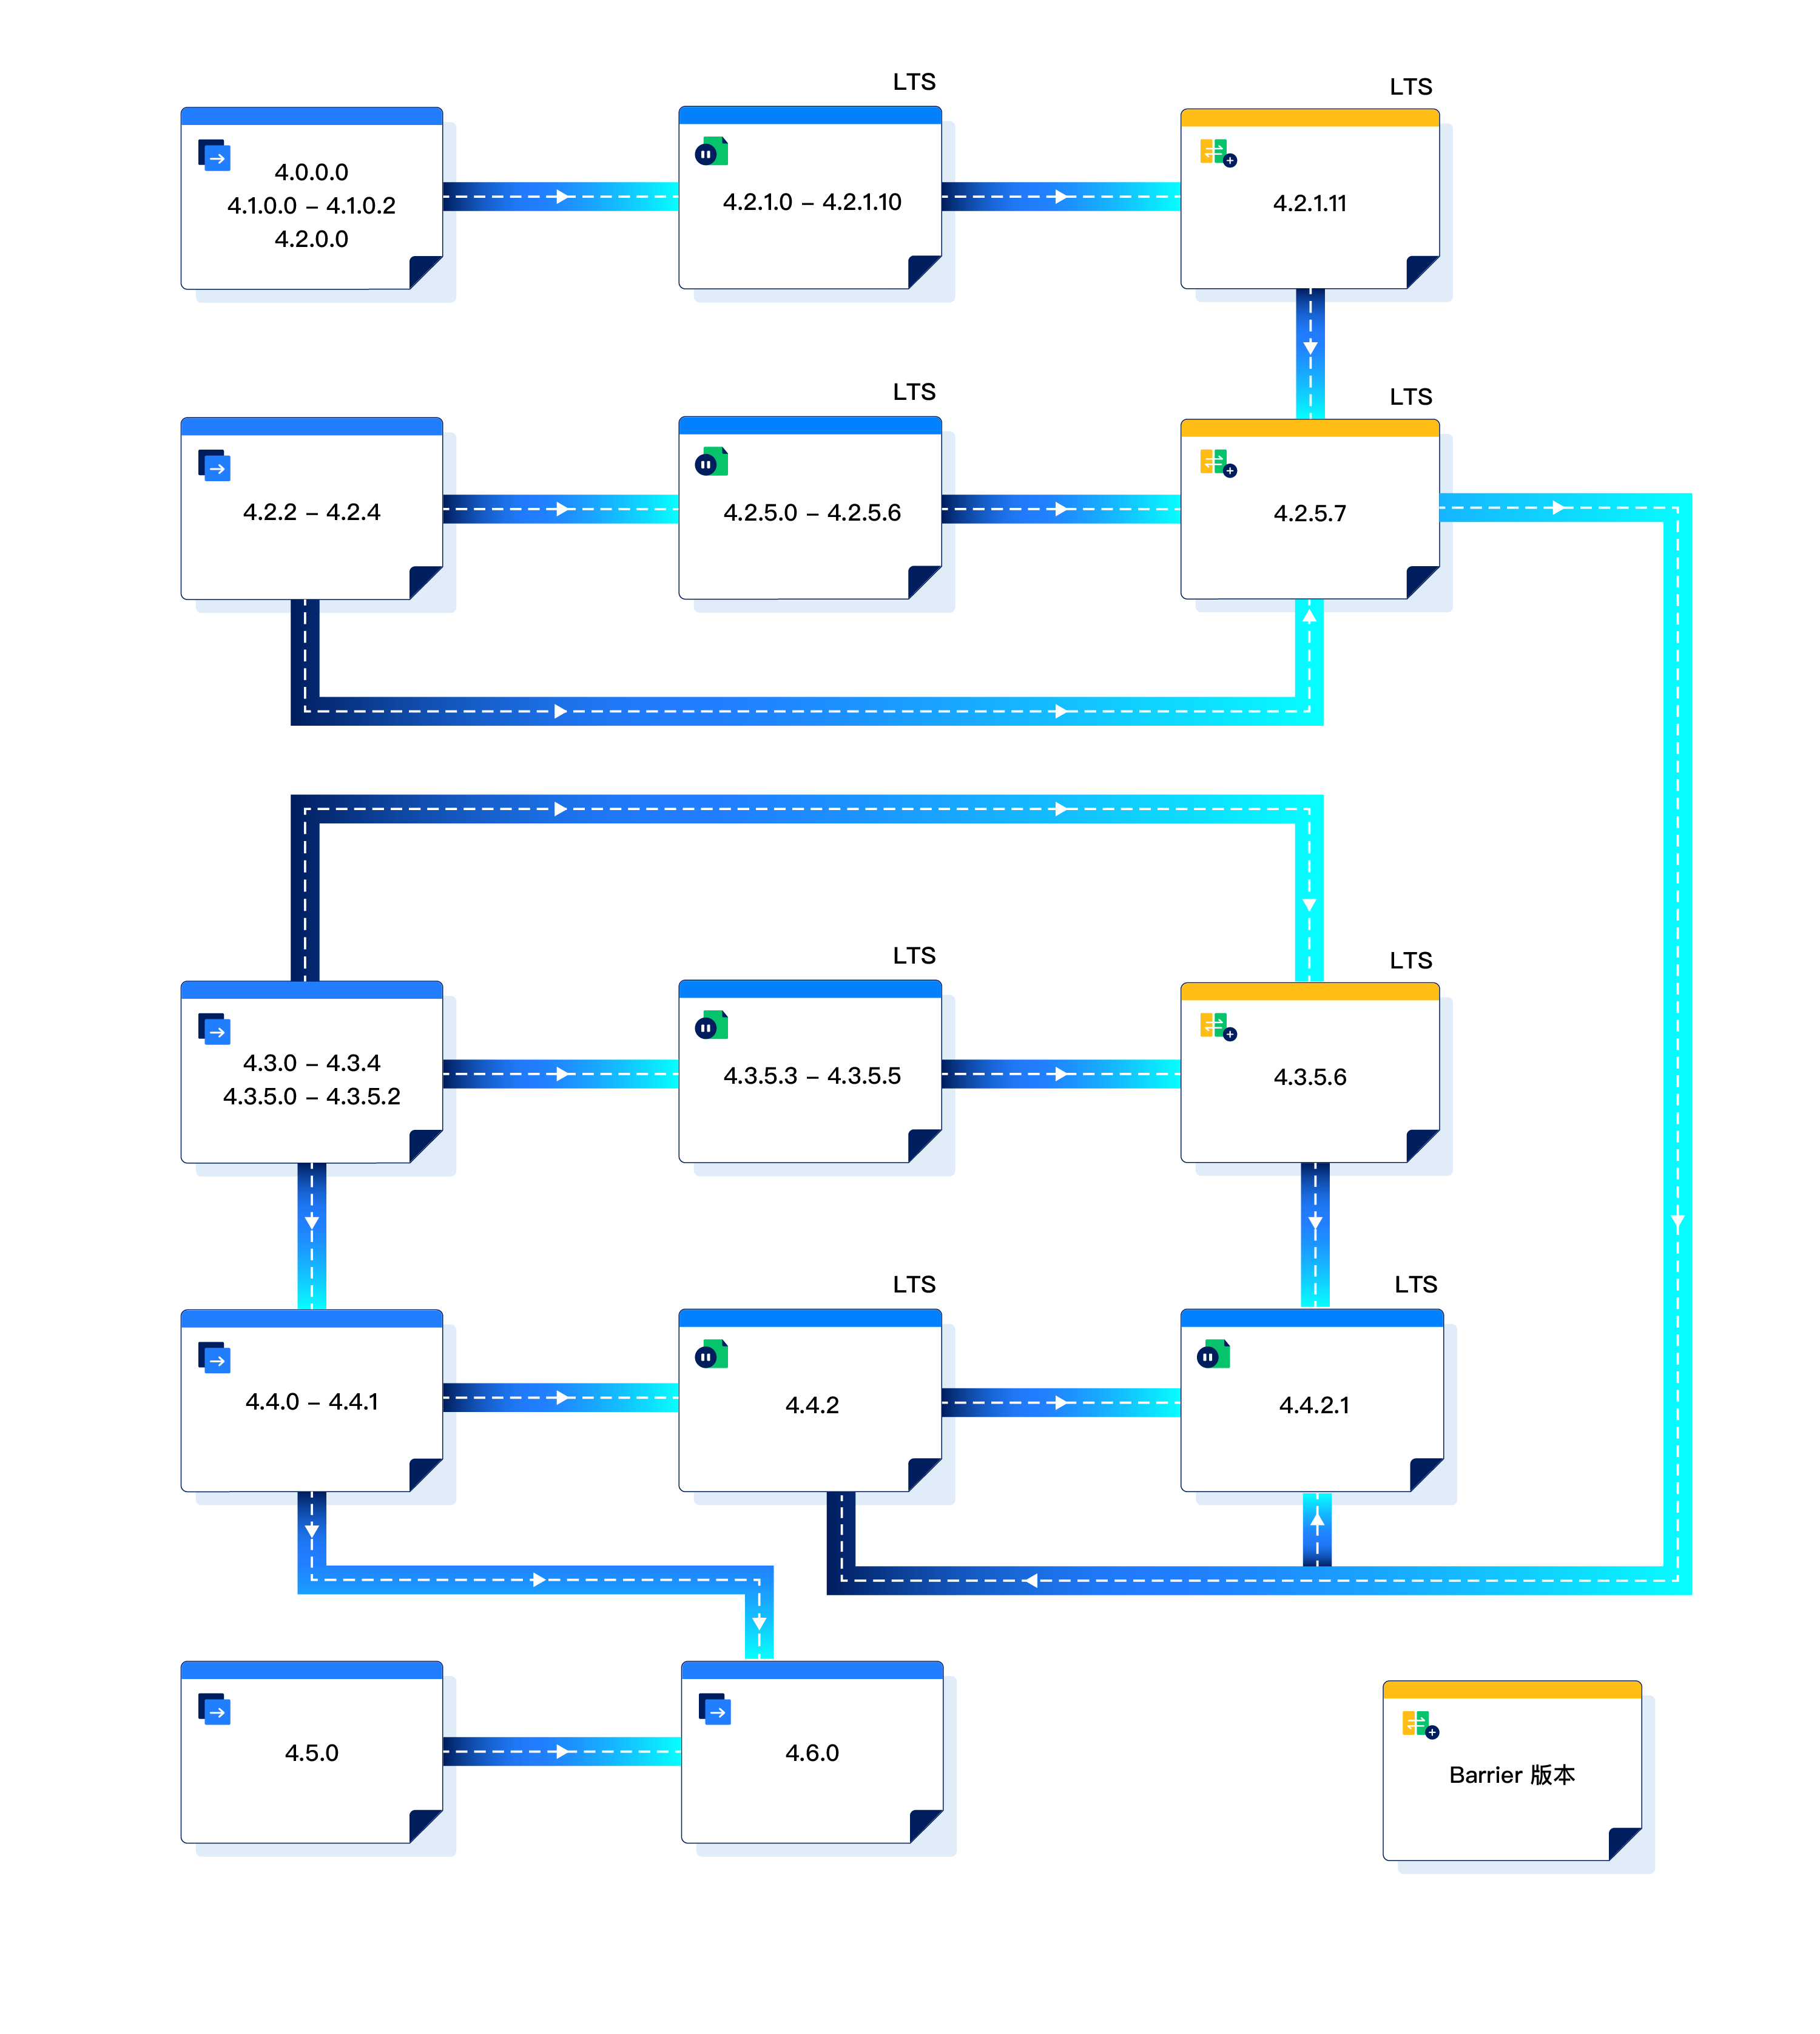 LTS
LTS
4.0.0.0
4.1.0.0 – 4.1.0.2
4.2.0.0
4.2.1.0 – 4.2.1.10
4.2.1.11
LTS
LTS
4.2.2 – 4.2.4
4.2.5.0 – 4.2.5.6
4.2.5.7
LTS
LTS
4.3.0 – 4.3.4
4.3.5.0 – 4.3.5.2
4.3.5.3 – 4.3.5.5
4.3.5.6
LTS
LTS
4.4.0 – 4.4.1
4.4.2
4.4.2.1
4.5.0
4.6.0
Barrier 版本